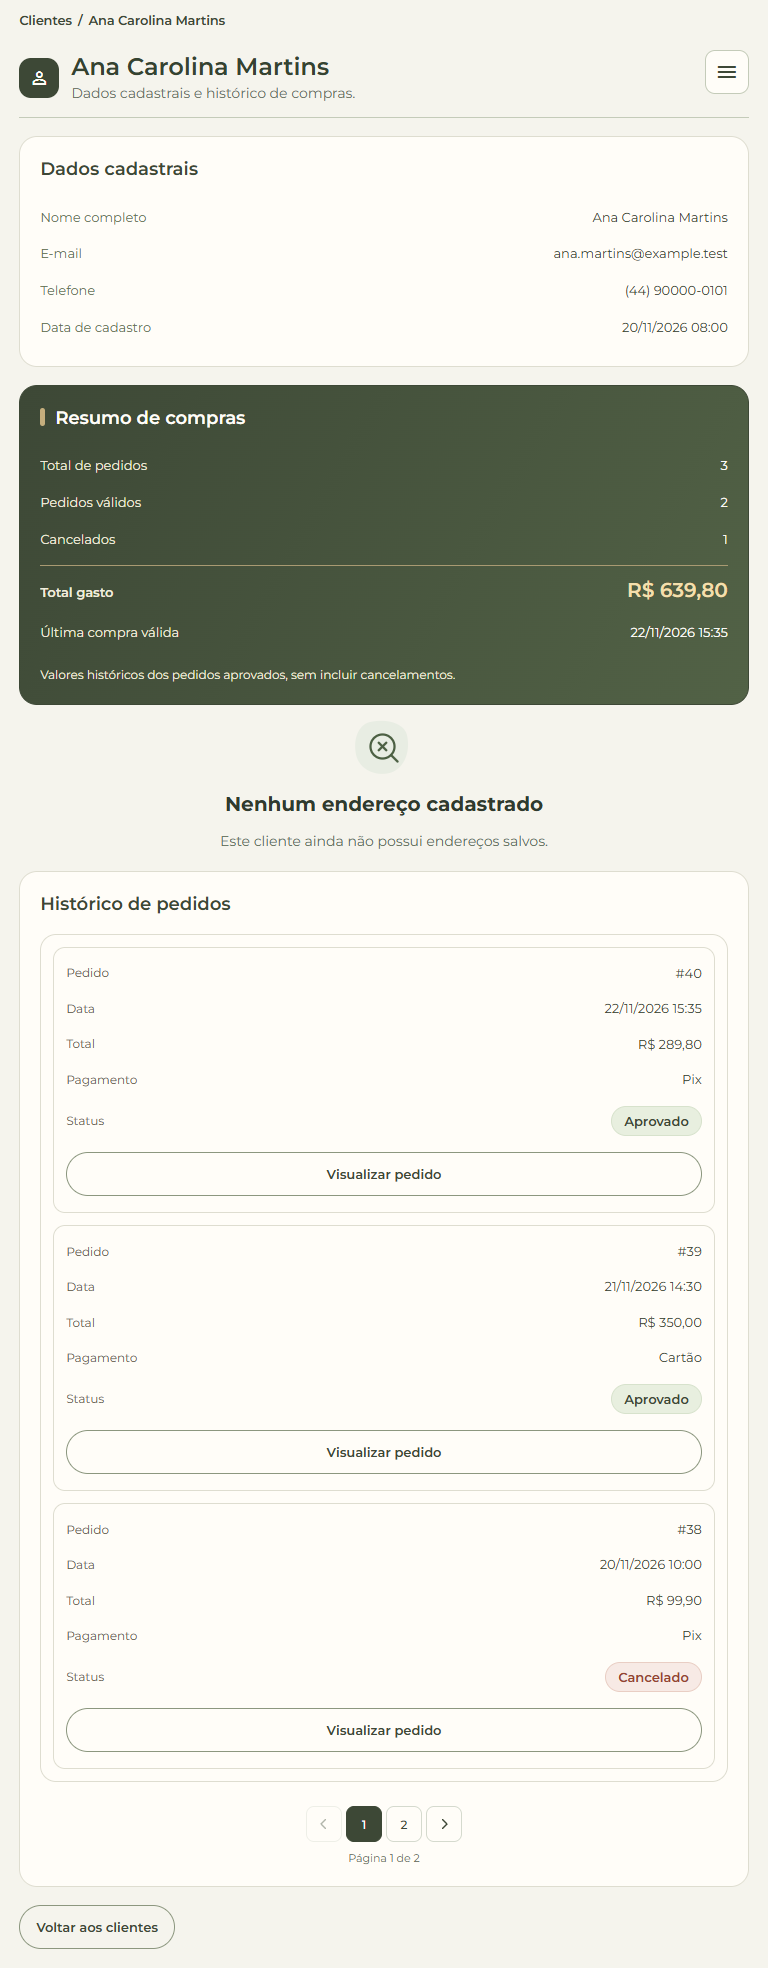 Clientes / Ana Carolina Martins
Ana Carolina Martins
Dados cadastrais e histórico de compras.
Dados cadastrais
Nome completo Ana Carolina Martins
E-mail ana.martins@example.test
Telefone (44) 90000-0101
Data de cadastro 20/11/2026 08:00
Resumo de compras
Total de pedidos 3
Pedidos válidos 2
Cancelados 1
Total gasto R$ 639,80
Última compra válida 22/11/2026 15:35
Valores históricos dos pedidos aprovados, sem incluir cancelamentos.
Nenhum endereço cadastrado
Este cliente ainda não possui endereços salvos.
Histórico de pedidos
Pedido #40
Data 22/11/2026 15:35
Total R$ 289,80
Pagamento Pix
Status Aprovado
Visualizar pedido
Pedido #39
Data 21/11/2026 14:30
Total R$ 350,00
Pagamento Cartão
Status Aprovado
Visualizar pedido
Pedido #38
Data 20/11/2026 10:00
Total R$ 99,90
Pagamento Pix
Status Cancelado
Visualizar pedido
1 2
Página 1 de 2
Voltar aos clientes